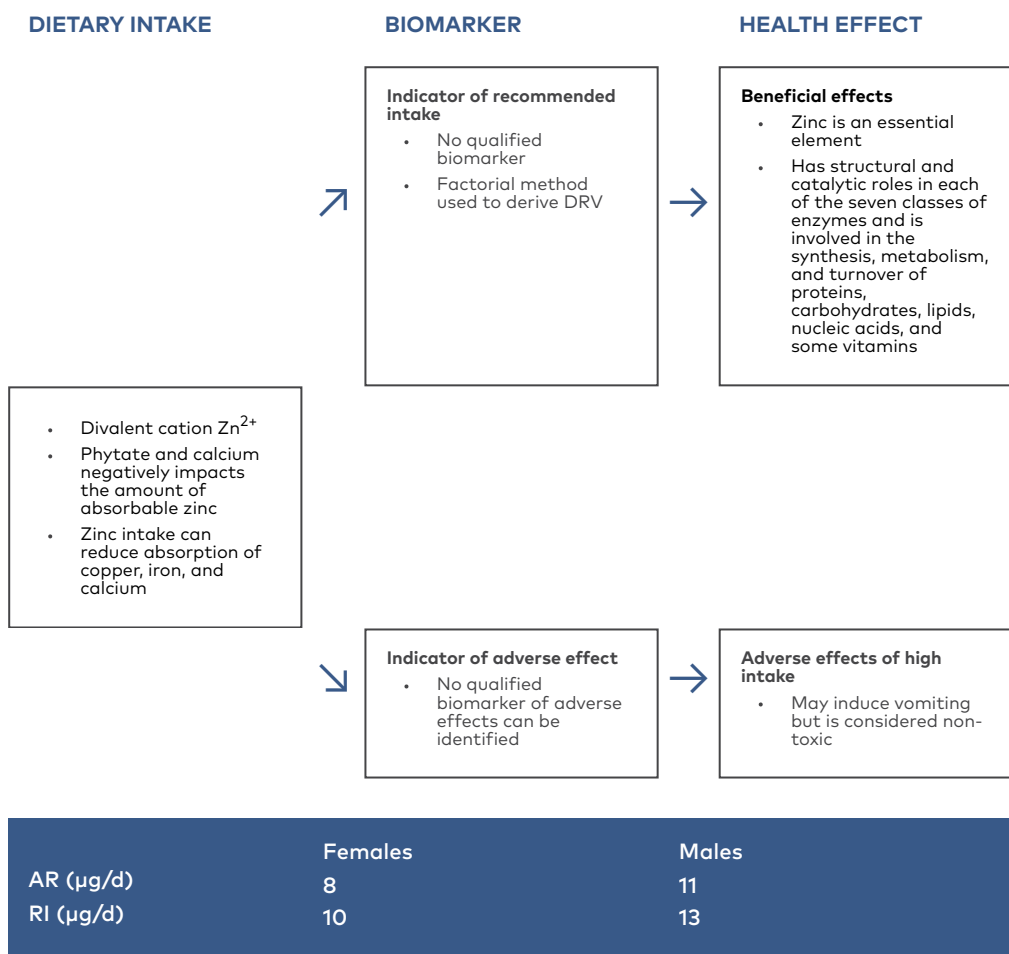 DIETARY INTAKE
BIOMARKER
HEALTH EFFECT
Indicator of recommended
intake
• No qualified
biomarker
• Factorial method
used to derive DRV
Beneficial effects
• Zinc is an essential
element
• Has structural and
catalytic roles in each
of the seven classes of
enzymes and is
involved in the
synthesis, metabolism,
and turnover of
proteins,
carbohydrates, lipids,
nucleic acids, and
some vitamins
• Divalent cation Zn²⁺
• Phytate and calcium
negatively impacts
the amount of
absorbable zinc
• Zinc intake can
reduce absorption of
copper, iron, and
calcium
Indicator of adverse effect
• No qualified
biomarker of adverse
effects can be
identified
Adverse effects of high
intake
• May induce vomiting
but is considered non-
toxic
Females Males
AR (µg/d) 8 11
RI (µg/d) 10 13